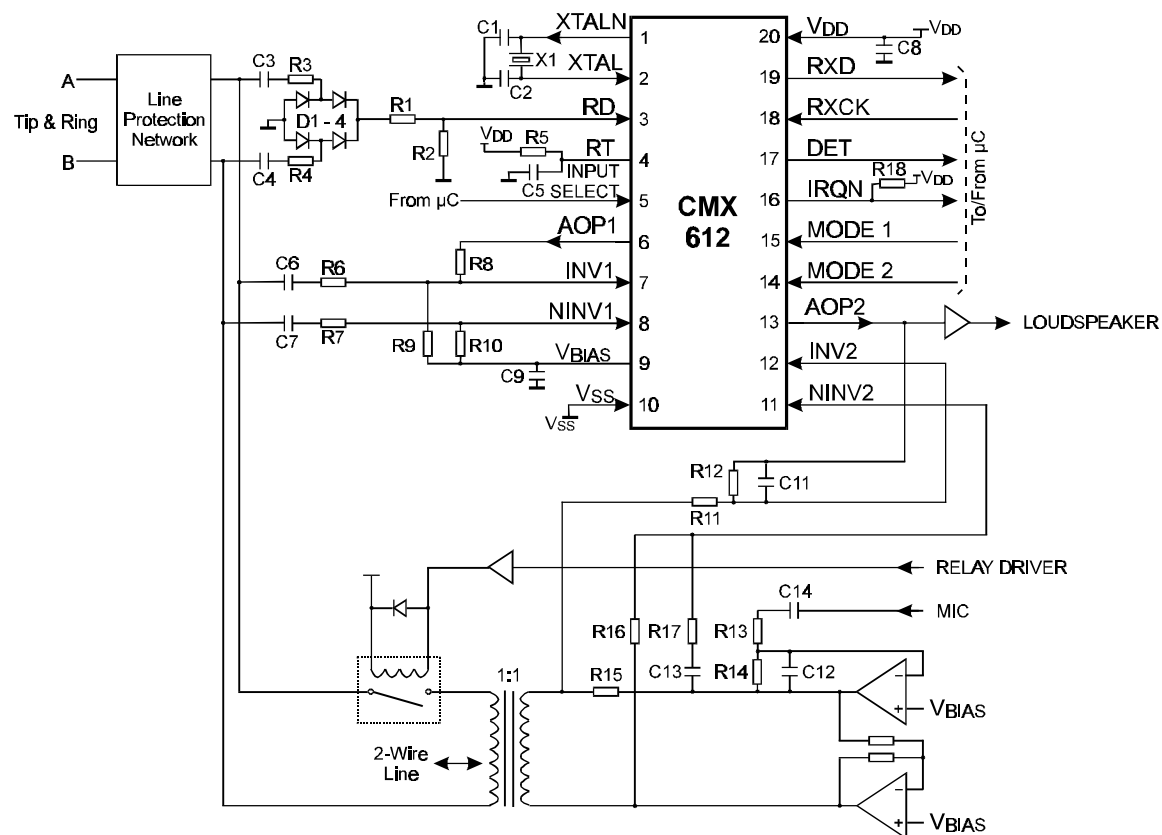 XTALN
C1
1
20
VDD
VDD
X1
C8
A
C3
R3
XTAL
2
19
RXD
C2
Line
Protection
Network
Tip & Ring
D1 - 4
R1
RD
3
18
RXCK
VDD
R5
B
C4
R4
R2
RT
4
17
DET
R18
VDD
INPUT
C5
SELECT
From µC
5
CMX
612
16
IRQN
To/From µC
AOP1
6
15
MODE 1
R8
C6
R6
INV1
7
14
MODE 2
AOP2
C7
R7
NINV1
8
13
LOUDSPEAKER
R9
R10
VBIAS
9
12
INV2
C9
VSS
VSS
10
11
NINV2
R12
C11
R11
RELAY DRIVER
C14
MIC
R16
R17
R13
C13
R14
C12
1:1
R15
-
+
VBIAS
2-Wire
Line
-
+
VBIAS